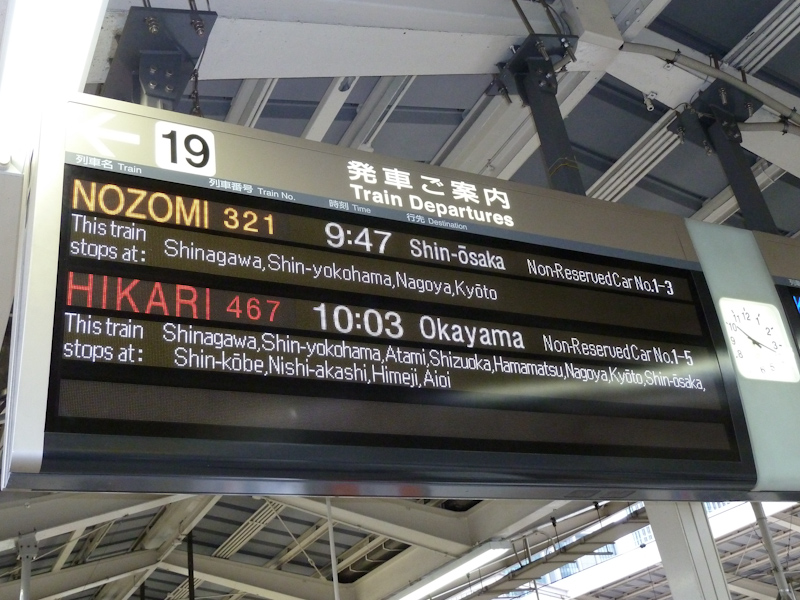 19
発車ご案内
Train Departures
列車名 Train
列車番号 Train No.
時刻 Time
行先 Destination
NOZOMI 321 9:47 Shin-ōsaka Non-Reserved Car No.1-3
This train stops at: Shinagawa,Shin-yokohama,Nagoya,Kyōto
HIKARI 467 10:03 Okayama Non-Reserved Car No.1-5
This train stops at: Shinagawa,Shin-yokohama,Atami,Shizuoka,Hamamatsu,Nagoya,Kyōto,Shin-ōsaka,
Shin-kōbe,Nishi-akashi,Himeji,Aioi